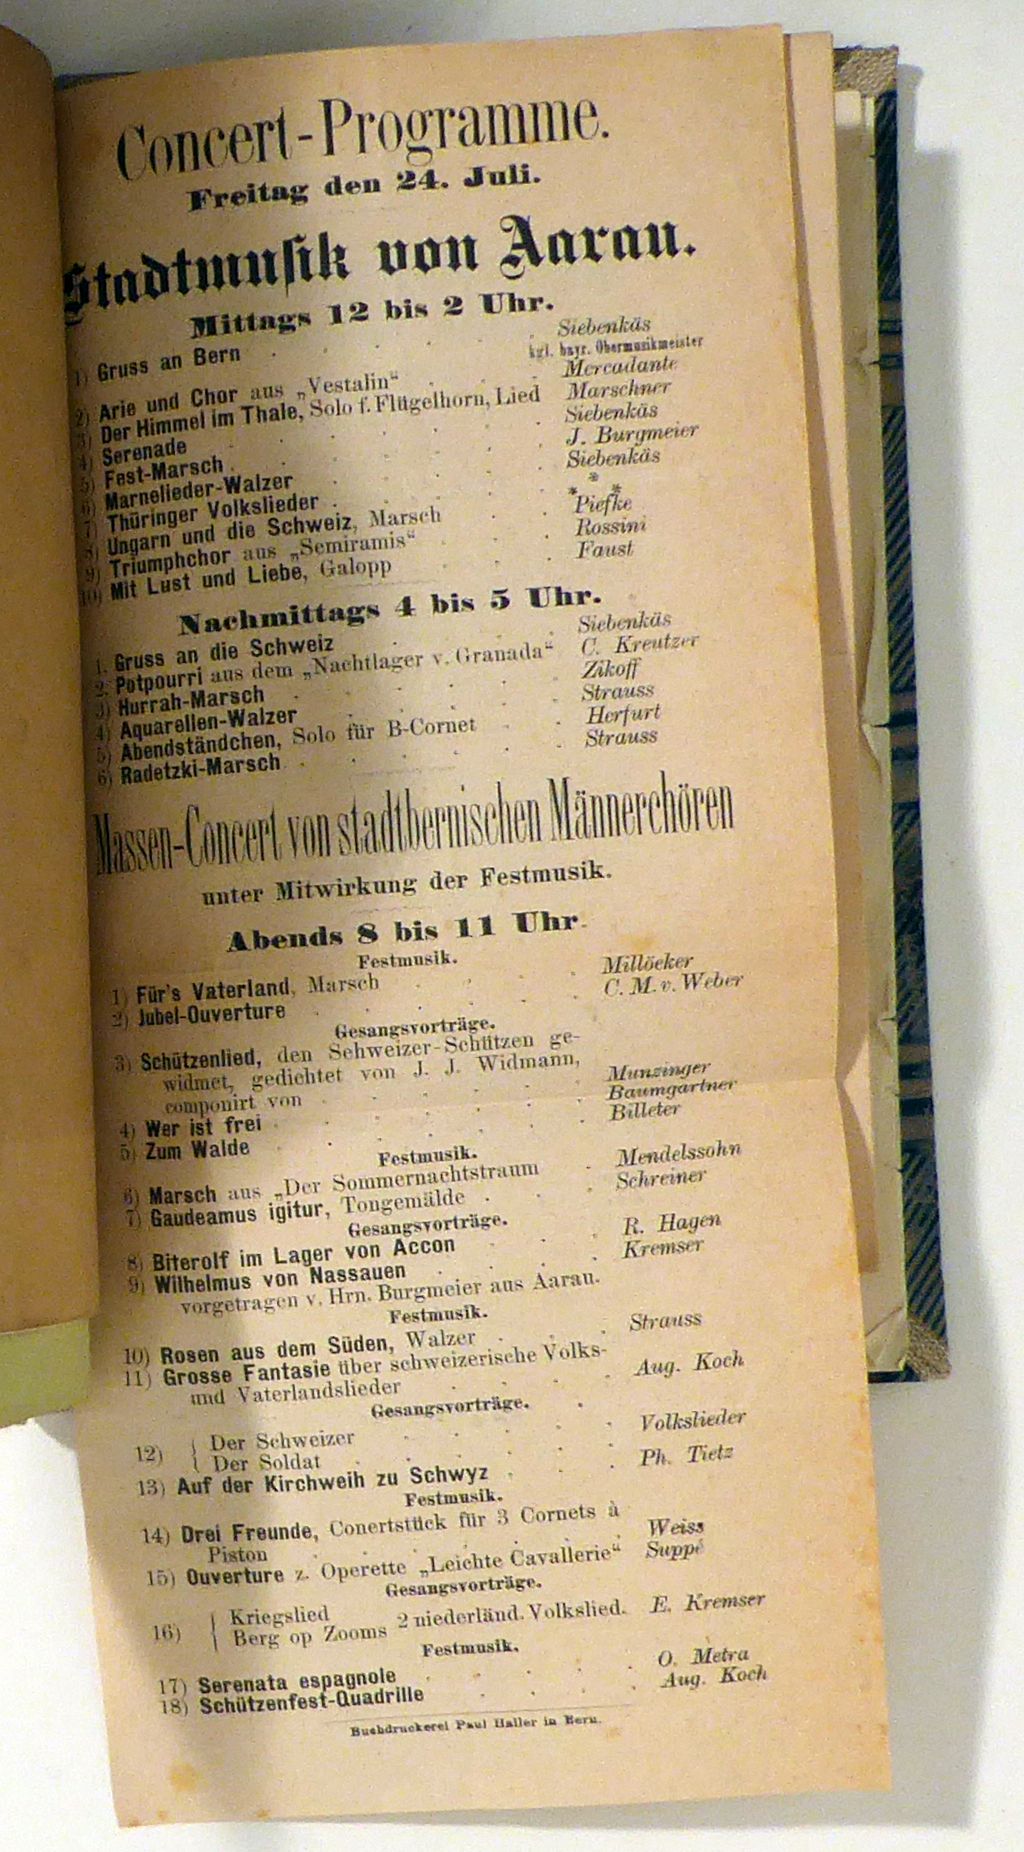 Concert-Programme.
Freitag den 24. Juli.
Stadtmusik von Aarau.
Mittags 12 bis 2 Uhr.
1) Gruss an Bern Siebenkäs
kgl. bayr. Obermusikmeister
2) Arie und Chor aus „Vestalin“ Mercadante
3) Der Himmel im Thale, Solo f. Flügelhorn, Lied Marschner
4) Serenade Siebenkäs
5) Fest-Marsch J. Burgmeier
6) Marnelieder-Walzer Siebenkäs
7) Thüringer Volkslieder * * *
8) Ungarn und die Schweiz, Marsch Piefke
9) Triumphchor aus „Semiramis“ Rossini
10) Mit Lust und Liebe, Galopp Faust
Nachmittags 4 bis 5 Uhr.
1. Gruss an die Schweiz Siebenkäs
2. Potpourri aus dem „Nachtlager v. Granada“ C. Kreutzer
3) Hurrah-Marsch Zikoff
4) Aquarellen-Walzer Strauss
5) Abendständchen, Solo für B-Cornet Herfurt
6) Radetzki-Marsch Strauss
Massen-Concert von stadtbernischen Männerchören
unter Mitwirkung der Festmusik.
Abends 8 bis 11 Uhr.
Festmusik.
1) Für's Vaterland, Marsch Millöeker
2) Jubel-Ouverture C. M. v. Weber
Gesangsvorträge.
3) Schützenlied, den Schweizer-Schützen ge-
widmet, gedichtet von J. J. Widmann,
componirt von Munzinger
4) Wer ist frei Baumgartner
5) Zum Walde Billeter
Festmusik.
6) Marsch aus „Der Sommernachtstraum Mendelssohn
7) Gaudeamus igitur, Tongemälde Schreiner
Gesangsvorträge.
8) Biterolf im Lager von Accon R. Hagen
9) Wilhelmus von Nassauen Kremser
vorgetragen v. Hrn. Burgmeier aus Aarau.
Festmusik.
10) Rosen aus dem Süden, Walzer Strauss
11) Grosse Fantasie über schweizerische Volks-
und Vaterlandslieder Aug. Koch
Gesangsvorträge.
12) { Der Schweizer Volkslieder
{ Der Soldat
13) Auf der Kirchweih zu Schwyz Ph. Tietz
Festmusik.
14) Drei Freunde, Conertstück für 3 Cornets à
Piston Weiss
15) Ouverture z. Operette „Leichte Cavallerie“ Suppé
Gesangsvorträge.
16) { Kriegslied
{ Berg op Zooms 2 niederländ. Volkslied. E. Kremser
Festmusik.
17) Serenata espagnole O. Metra
18) Schützenfest-Quadrille Aug. Koch
Buchdruckerei Paul Haller in Bern.